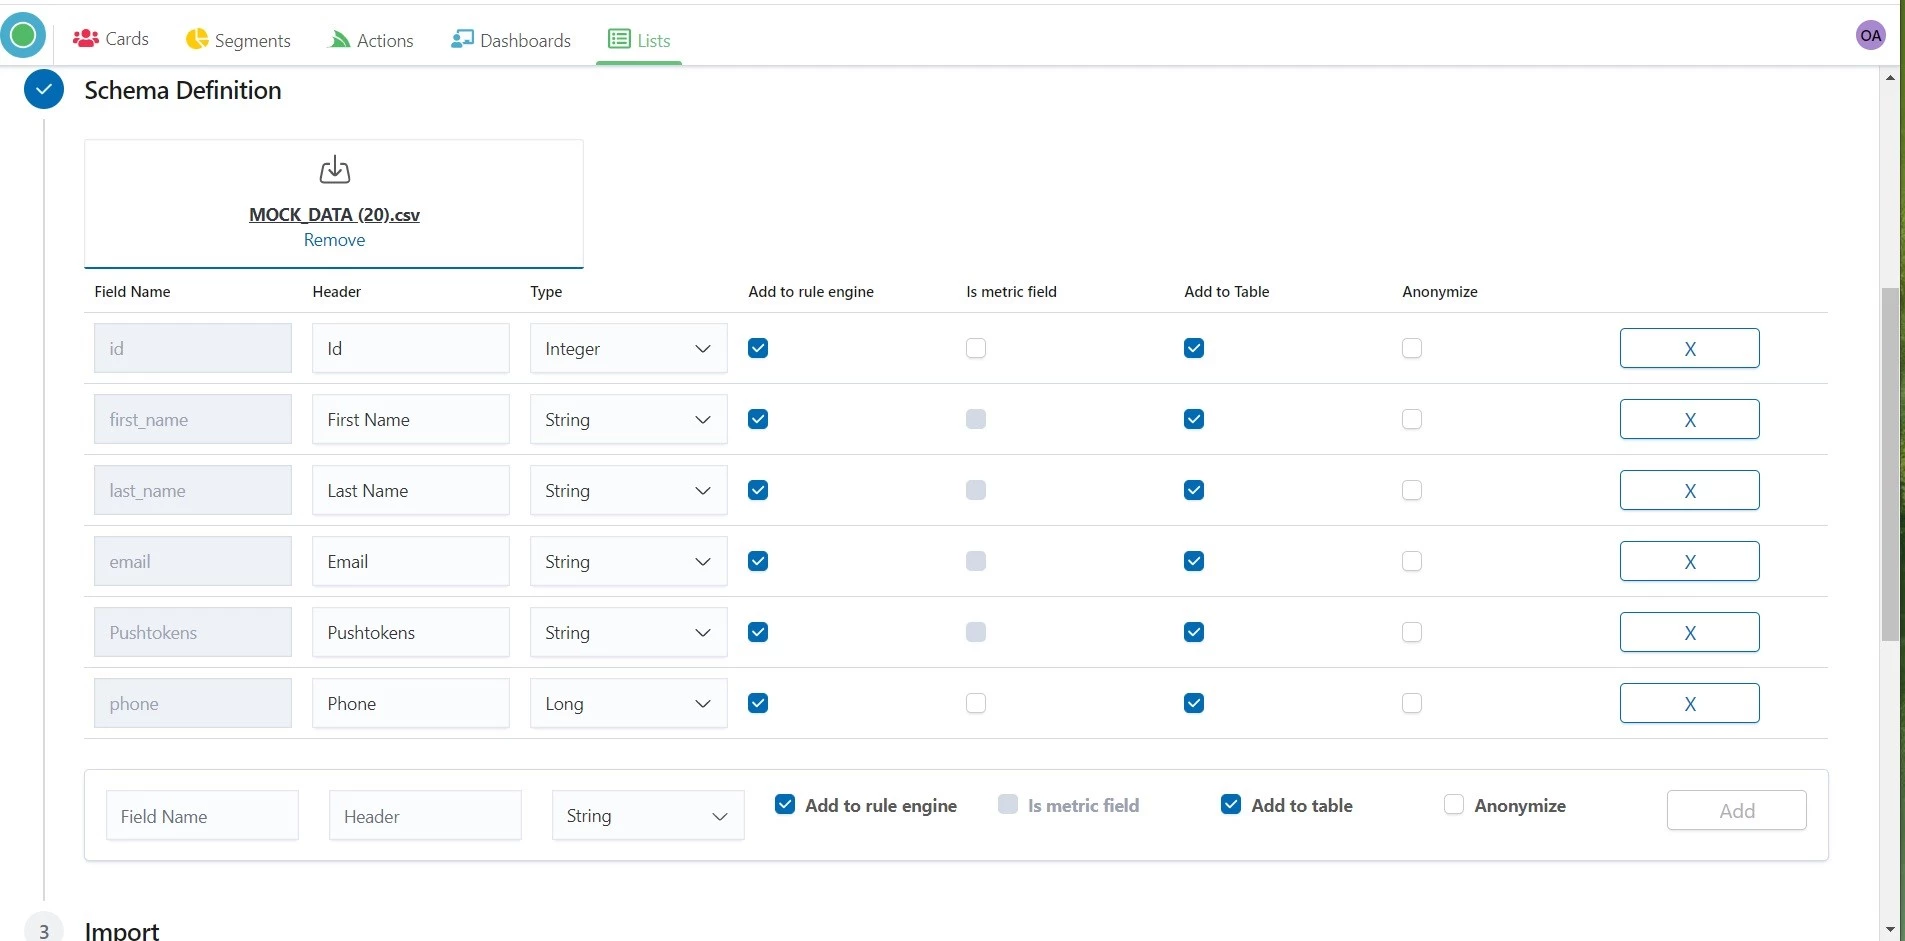 Cards
Segments
Actions
Dashboards
Lists
OA
Schema Definition
MOCK_DATA (20).csv
Remove
Field Name Header Type Add to rule engine Is metric field Add to Table Anonymize
id Id Integer X
first_name First Name String X
last_name Last Name String X
email Email String X
Pushtokens Pushtokens String X
phone Phone Long X
Field Name Header String Add to rule engine Is metric field Add to table Anonymize Add
3 Import